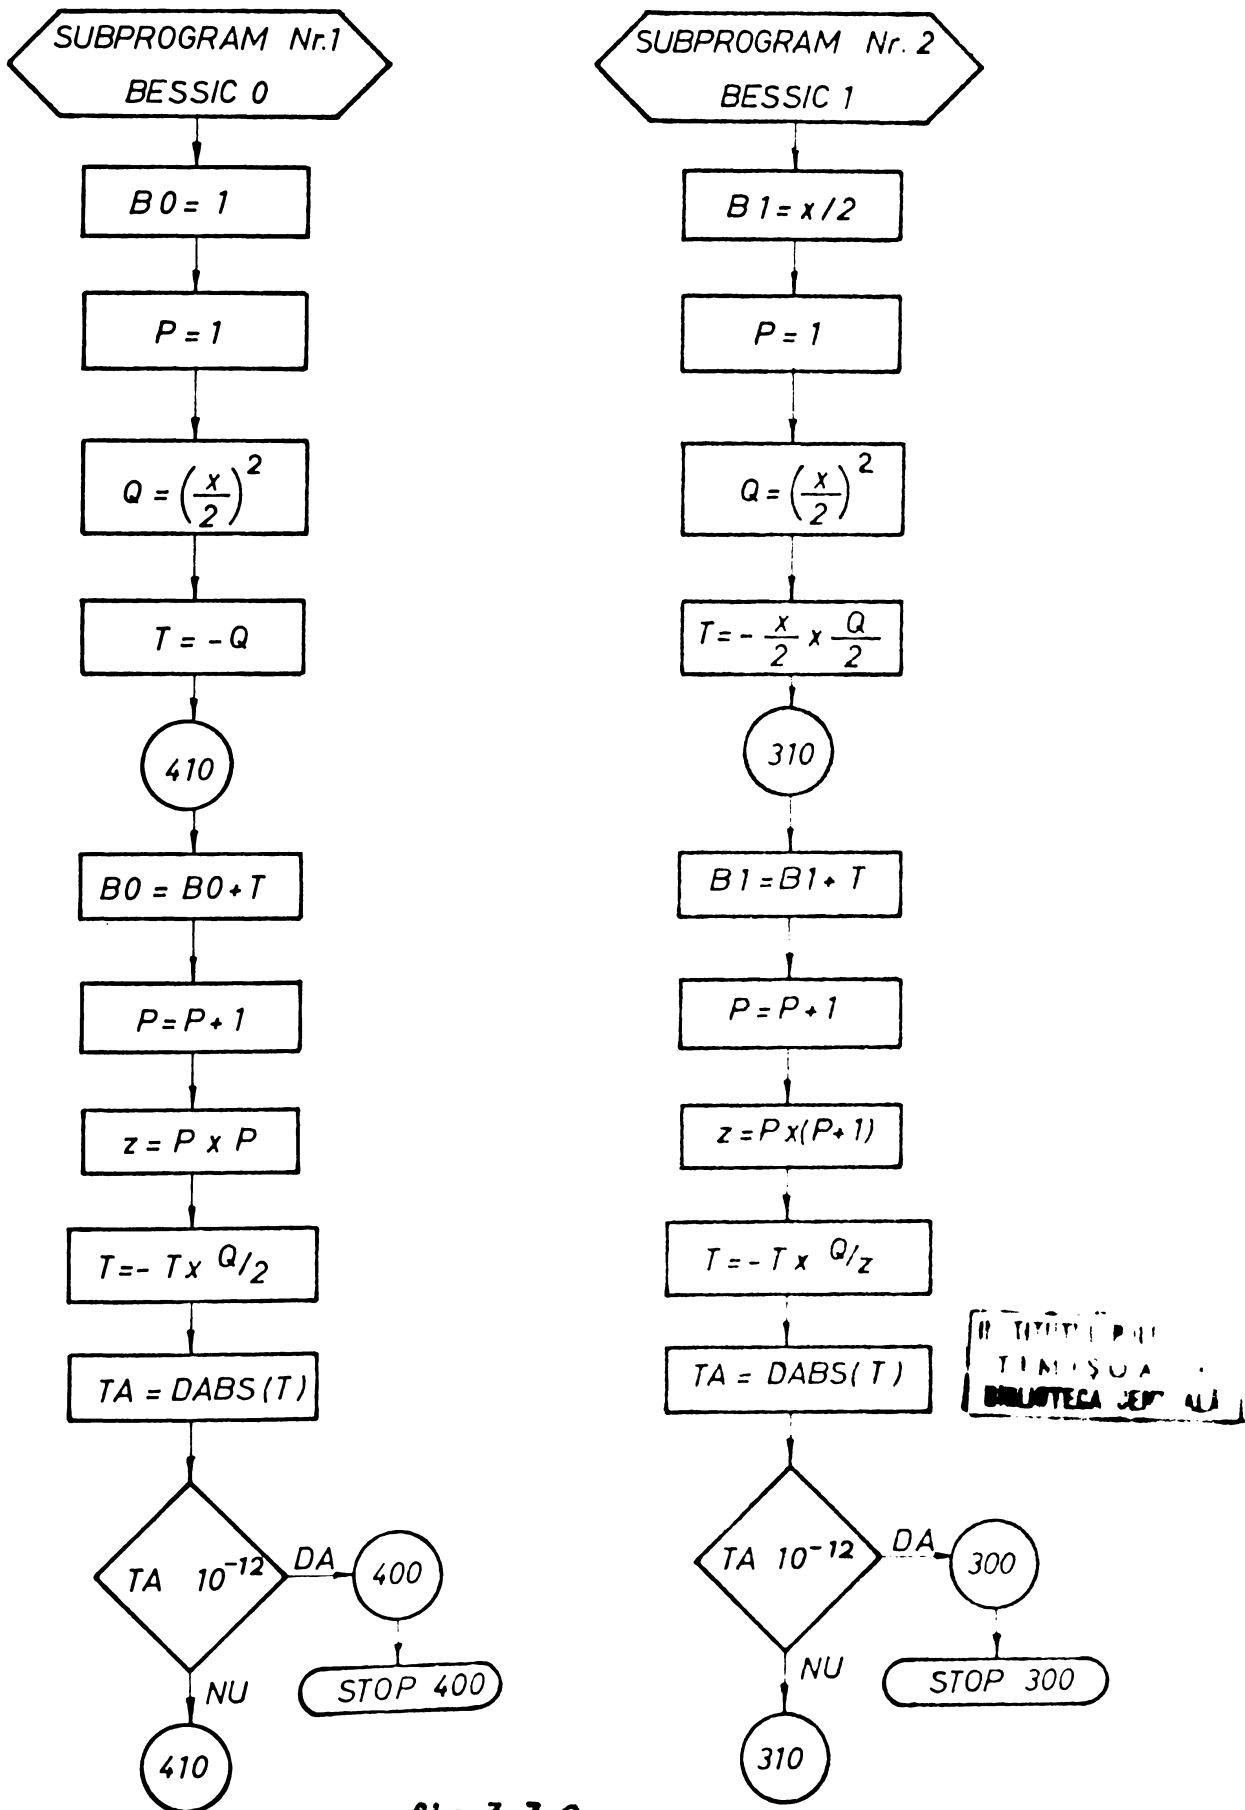 SUBPROGRAM Nr.1
BESSIC 0
B0 = 1
P = 1
Q = (x/2)²
T = -Q
410
B0 = B0 + T
P = P + 1
z = P x P
T = - T x Q/2
TA = DABS(T)
TA 10⁻¹²
DA
400
STOP 400
NU
410
SUBPROGRAM Nr. 2
BESSIC 1
B1 = x/2
P = 1
Q = (x/2)²
T = - x/2 x Q/2
310
B1 = B1 + T
P = P + 1
z = P x (P + 1)
T = - T x Q/z
TA = DABS(T)
TA 10⁻¹²
DA
300
STOP 300
NU
310
BIBLIOTECA